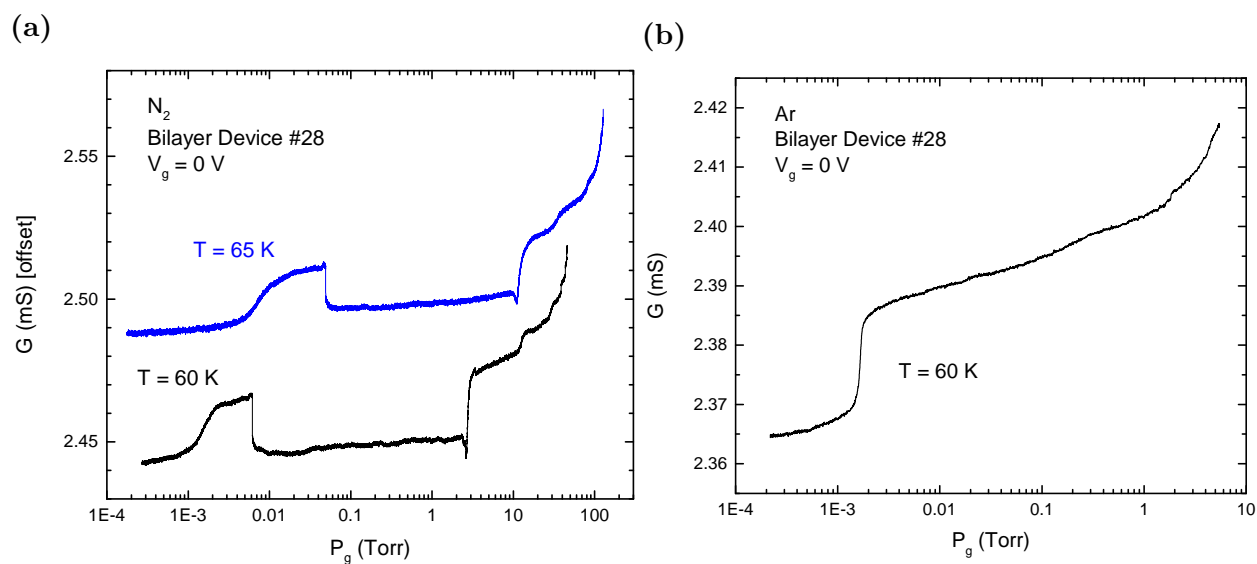 (a)
N2
Bilayer Device #28
Vg = 0 V
T = 65 K
T = 60 K
G (mS) [offset]
2.55
2.50
2.45
1E-4 1E-3 0.01 0.1 1 10 100
Pg (Torr)
(b)
Ar
Bilayer Device #28
Vg = 0 V
T = 60 K
G (mS)
2.42
2.41
2.40
2.39
2.38
2.37
2.36
1E-4 1E-3 0.01 0.1 1 10
Pg (Torr)